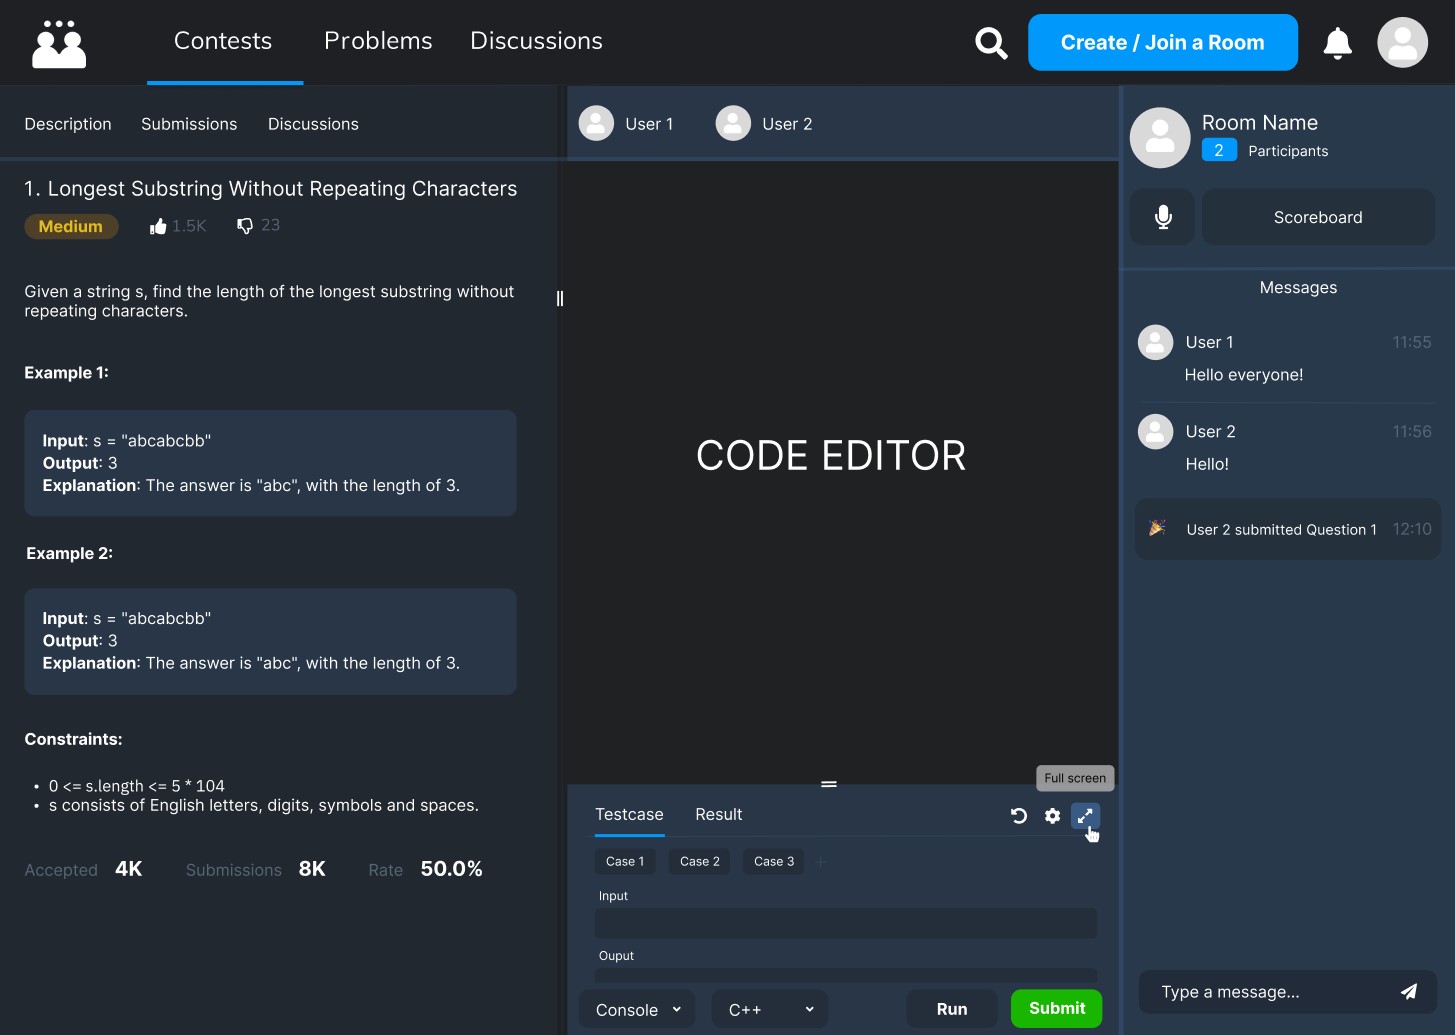 Contests Problems Discussions Create / Join a Room
Description Submissions Discussions
1. Longest Substring Without Repeating Characters
Medium 1.5K 23
Given a string s, find the length of the longest substring without
repeating characters.
Example 1:
Input: s = "abcabcbb"
Output: 3
Explanation: The answer is "abc", with the length of 3.
Example 2:
Input: s = "abcabcbb"
Output: 3
Explanation: The answer is "abc", with the length of 3.
Constraints:
• 0 <= s.length <= 5 * 104
• s consists of English letters, digits, symbols and spaces.
Accepted 4K Submissions 8K Rate 50.0%
User 1 User 2
CODE EDITOR
Full screen
Testcase Result
Case 1 Case 2 Case 3 +
Input
Ouput
Console C++ Run Submit
Room Name
2 Participants
Scoreboard
Messages
User 1 11:55
Hello everyone!
User 2 11:56
Hello!
User 2 submitted Question 1 12:10
Type a message...